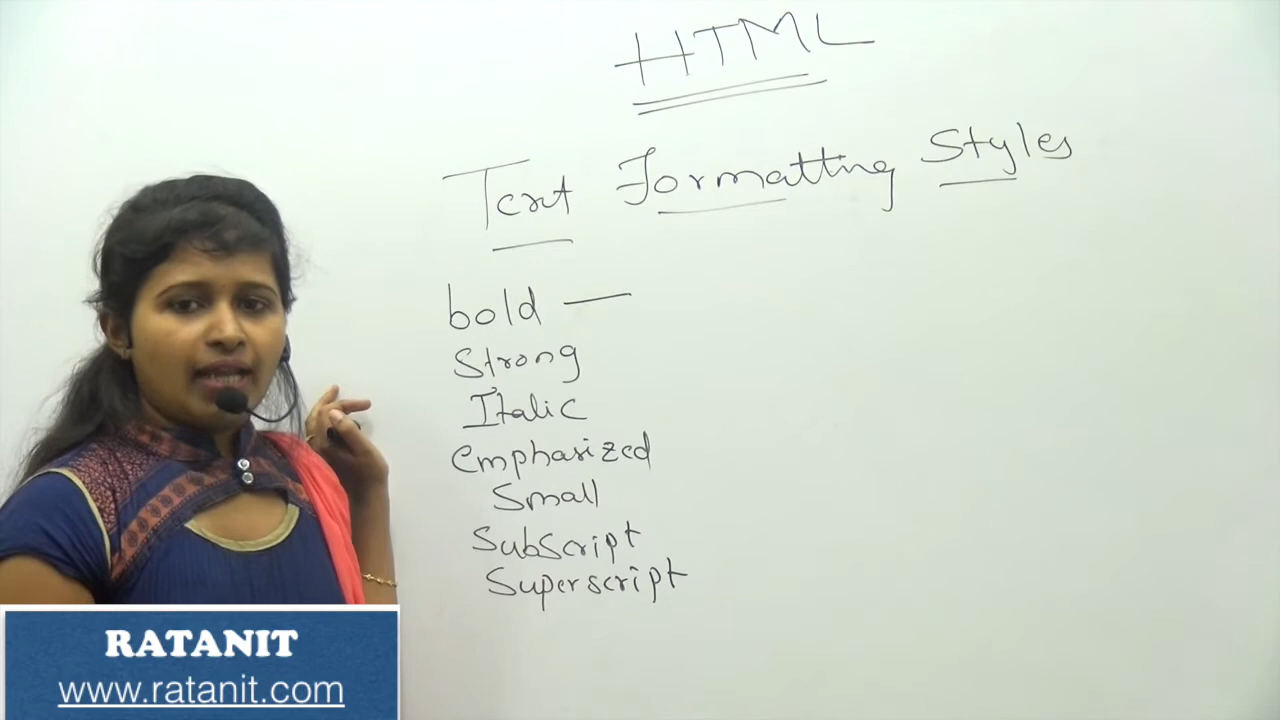 HTML
Text Formatting Styles
bold —
Strong
Italic
emphasized
Small
Subscript
Superscript
RATANIT
www.ratanit.com